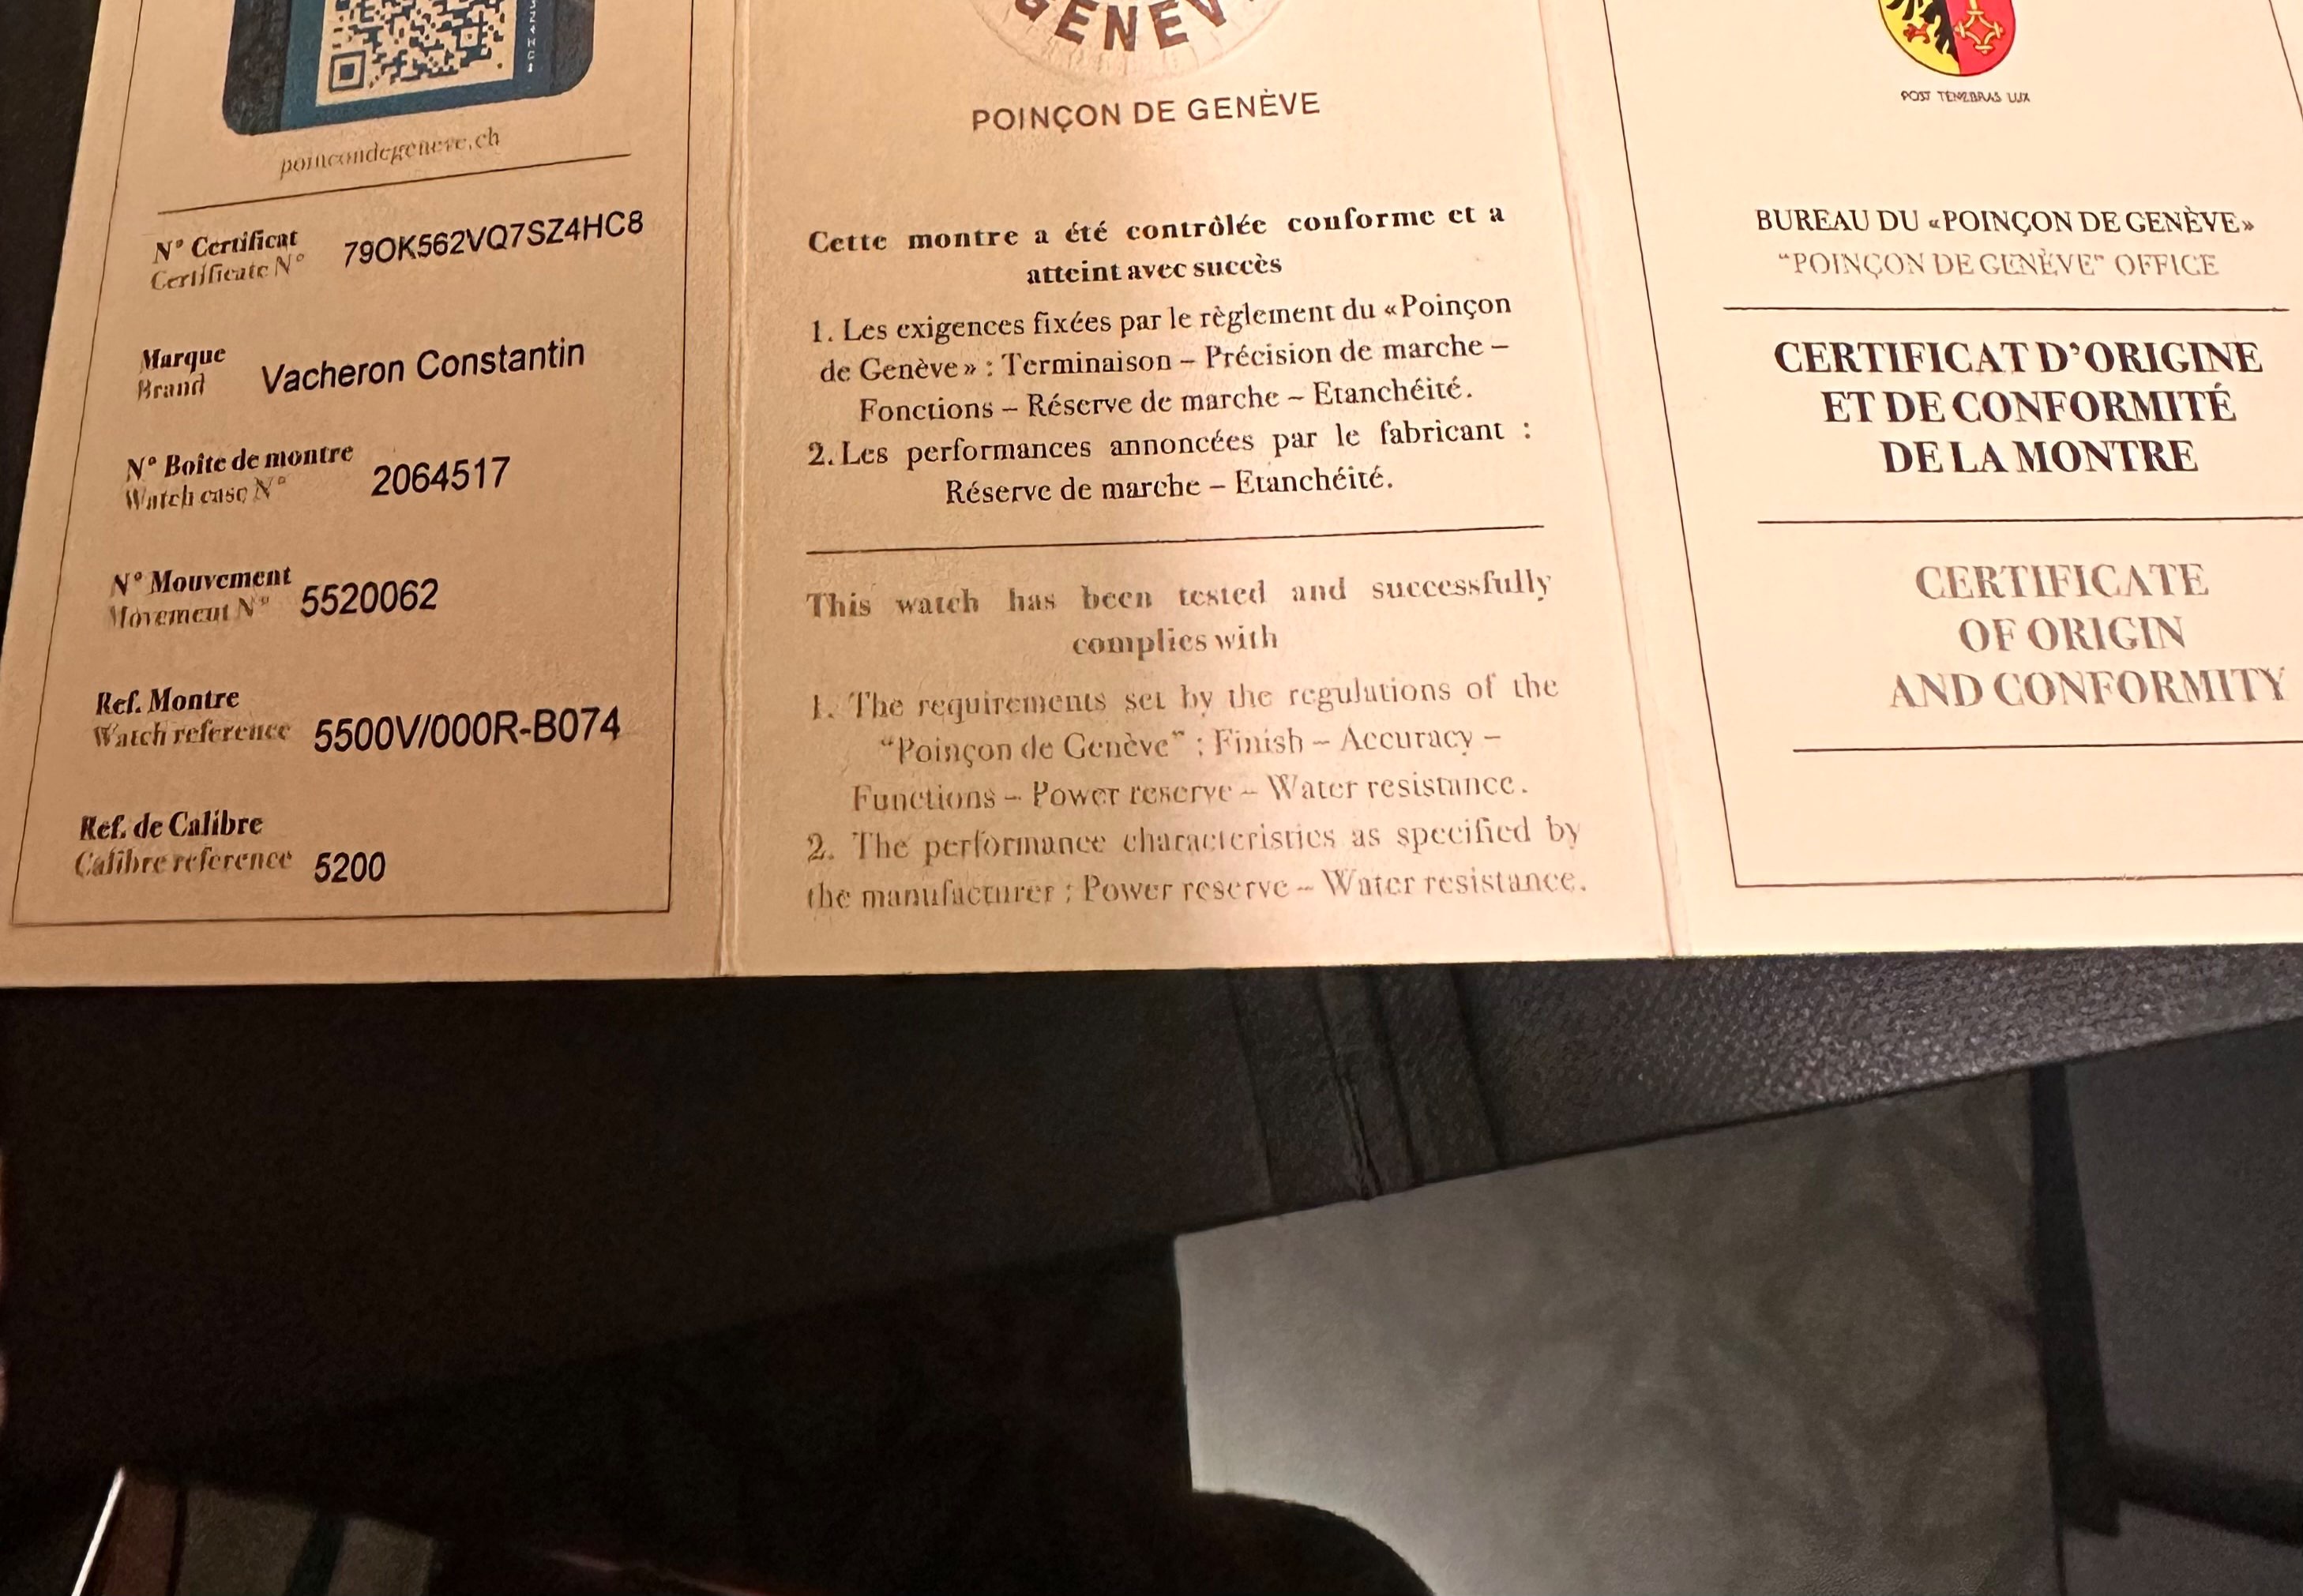 poincondegeneve.ch
N° Certificat
Certificate N°
79OK562VQ7SZ4HC8
Marque
Brand
Vacheron Constantin
N° Boîte de montre
Watch case N°
2064517
N° Mouvement
Movement N°
5520062
Ref. Montre
Watch reference
5500V/000R-B074
Ref. de Calibre
Calibre reference
5200
POINÇON DE GENÈVE
Cette montre a été contrôlée conforme et a
atteint avec succès
1. Les exigences fixées par le règlement du «Poinçon
de Genève» : Terminaison – Précision de marche –
Fonctions – Réserve de marche – Etanchéité.
2. Les performances annoncées par le fabricant :
Réserve de marche – Etanchéité.
This watch has been tested and successfully
complies with
1. The requirements set by the regulations of the
“Poinçon de Genève” : Finish – Accuracy –
Functions – Power reserve – Water resistance.
2. The performance characteristics as specified by
the manufacturer : Power reserve – Water resistance.
POST TENEBRAS LUX
BUREAU DU «POINÇON DE GENÈVE»
“POINÇON DE GENÈVE” OFFICE
CERTIFICAT D’ORIGINE
ET DE CONFORMITÉ
DE LA MONTRE
CERTIFICATE
OF ORIGIN
AND CONFORMITY